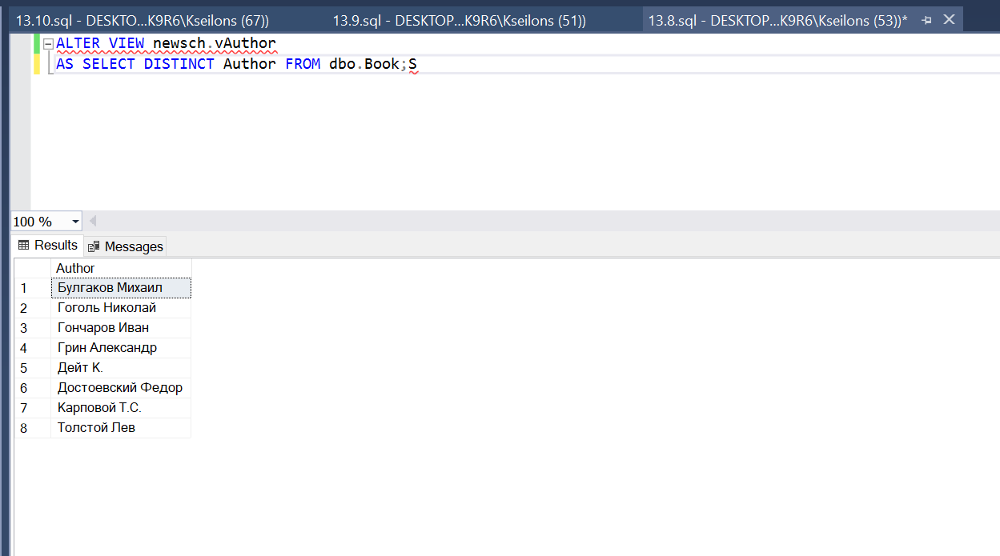 13.10.sql - DESKTO...K9R6\Kseilons (67)) 13.9.sql - DESKTOP...K9R6\Kseilons (51)) 13.8.sql - DESKTOP...K9R6\Kseilons (53))*
ALTER VIEW newsch.vAuthor
AS SELECT DISTINCT Author FROM dbo.Book;S
100 %
Results Messages
Author
1 Булгаков Михаил
2 Гоголь Николай
3 Гончаров Иван
4 Грин Александр
5 Дейт К.
6 Достоевский Федор
7 Карповой Т.С.
8 Толстой Лев